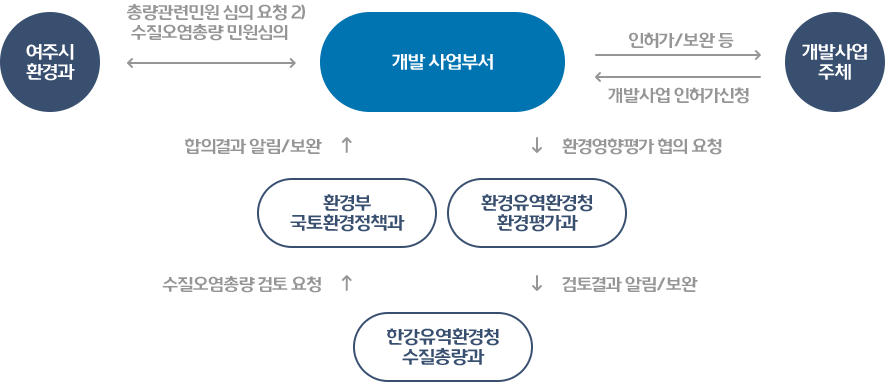 총량관련민원 심의 요청 2)
수질오염총량 민원심의
여주시
환경과
개발 사업부서
인허가/보완 등
개발사업 인허가신청
개발사업
주체
합의결과 알림/보완
환경영향평가 협의 요청
환경부
국토환경정책과
환경유역환경청
환경평가과
수질오염총량 검토 요청
검토결과 알림/보완
한강유역환경청
수질총량과